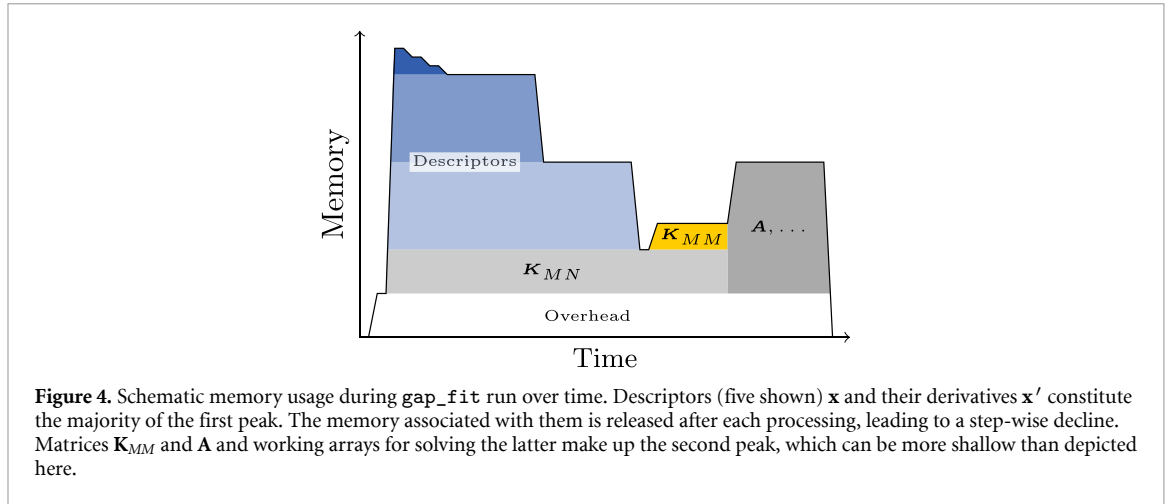 Memory
Descriptors
K_MM
A, . . .
K_MN
Overhead
Time
Figure 4. Schematic memory usage during gap_fit run over time. Descriptors (five shown) x and their derivatives x′ constitute
the majority of the first peak. The memory associated with them is released after each processing, leading to a step-wise decline.
Matrices K_MM and A and working arrays for solving the latter make up the second peak, which can be more shallow than depicted
here.